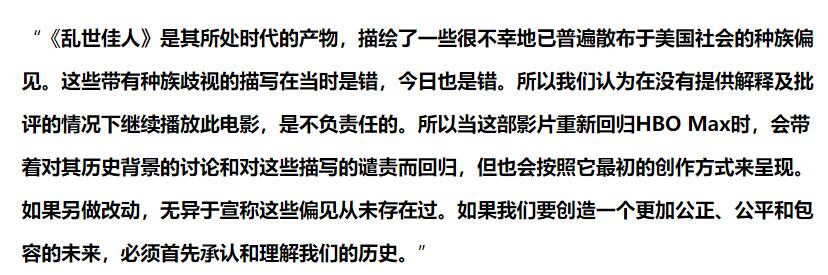 “《乱世佳人》是其所处时代的产物，描绘了一些很不幸地已普遍散布于美国社会的种族偏
见。这些带有种族歧视的描写在当时是错，今日也是错。所以我们认为在没有提供解释及批
评的情况下继续播放此电影，是不负责任的。所以当这部影片重新回归HBO Max时，会带
着对其历史背景的讨论和对这些描写的谴责而回归，但也会按照它最初的创作方式来呈现。
如果另做改动，无异于宣称这些偏见从未存在过。如果我们要创造一个更加公正、公平和包
容的未来，必须首先承认和理解我们的历史。”